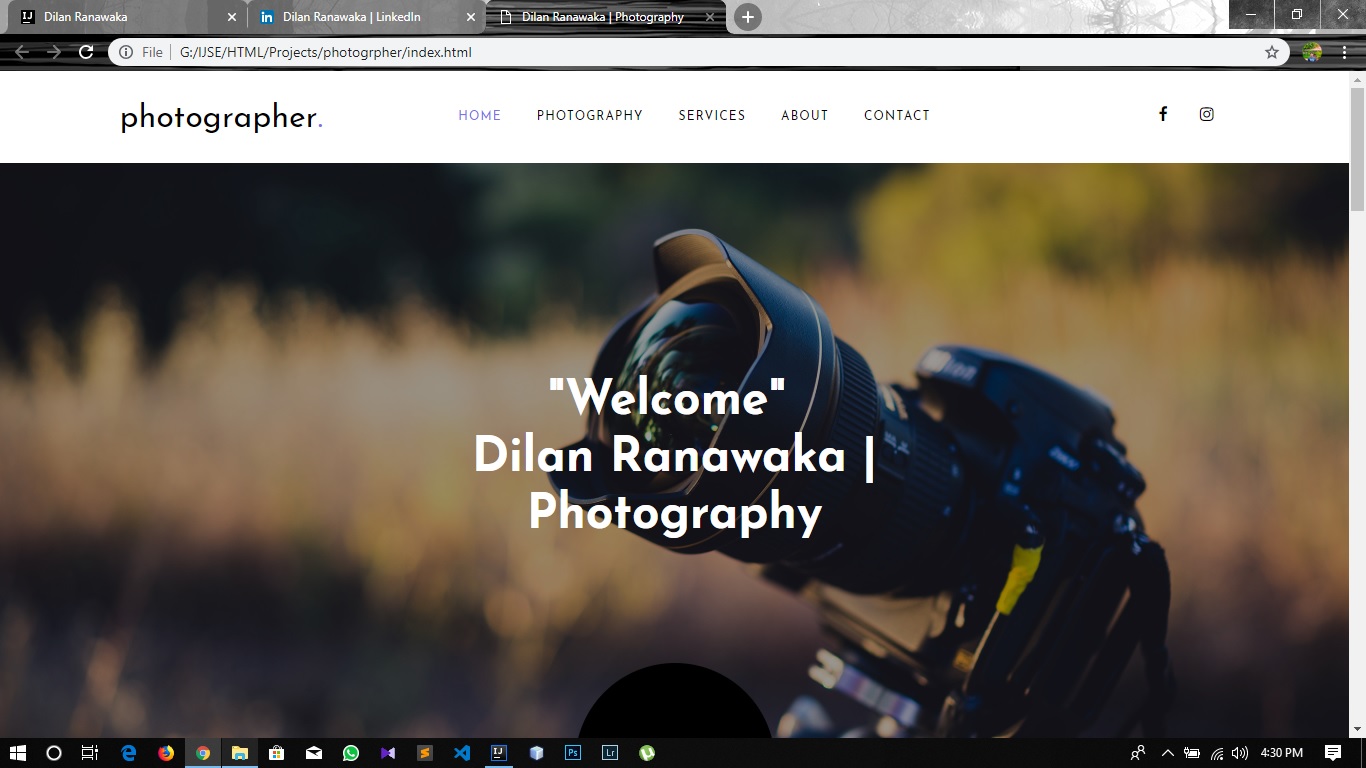 Dilan Ranawaka
Dilan Ranawaka | LinkedIn
Dilan Ranawaka | Photography
File
G:/IJSE/HTML/Projects/photogrpher/index.html
photographer.
HOME
PHOTOGRAPHY
SERVICES
ABOUT
CONTACT
"Welcome"
Dilan Ranawaka |
Photography
4:30 PM